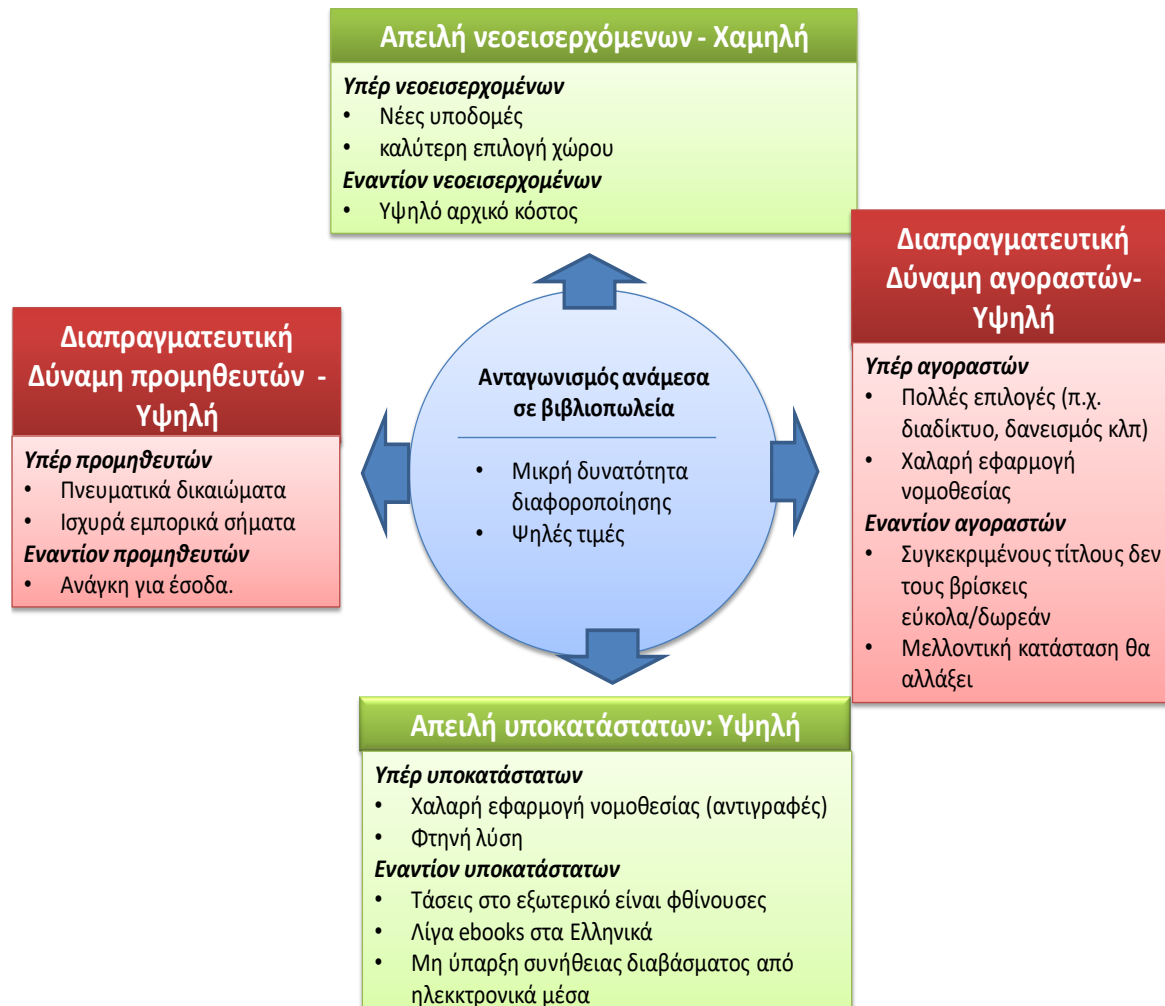 Απειλή νεοεισερχόμενων - Χαμηλή
Υπέρ νεοεισερχομένων
• Νέες υποδομές
• καλύτερη επιλογή χώρου
Εναντίον νεοεισερχομένων
• Υψηλό αρχικό κόστος
Διαπραγματευτική
Δύναμη προμηθευτών -
Υψηλή
Υπέρ προμηθευτών
• Πνευματικά δικαιώματα
• Ισχυρά εμπορικά σήματα
Εναντίον προμηθευτών
• Ανάγκη για έσοδα.
Ανταγωνισμός ανάμεσα
σε βιβλιοπωλεία
• Μικρή δυνατότητα
διαφοροποίησης
• Ψηλές τιμές
Διαπραγματευτική
Δύναμη αγοραστών-
Υψηλή
Υπέρ αγοραστών
• Πολλές επιλογές (π.χ.
διαδίκτυο, δανεισμός κλπ)
• Χαλαρή εφαρμογή
νομοθεσίας
Εναντίον αγοραστών
• Συγκεκριμένους τίτλους δεν
τους βρίσκεις
εύκολα/δωρεάν
• Μελλοντική κατάσταση θα
αλλάξει
Απειλή υποκατάστατων: Υψηλή
Υπέρ υποκατάστατων
• Χαλαρή εφαρμογή νομοθεσίας (αντιγραφές)
• Φτηνή λύση
Εναντίον υποκατάστατων
• Τάσεις στο εξωτερικό είναι φθίνουσες
• Λίγα ebooks στα Ελληνικά
• Μη ύπαρξη συνήθειας διαβάσματος από
ηλεκκτρονικά μέσα